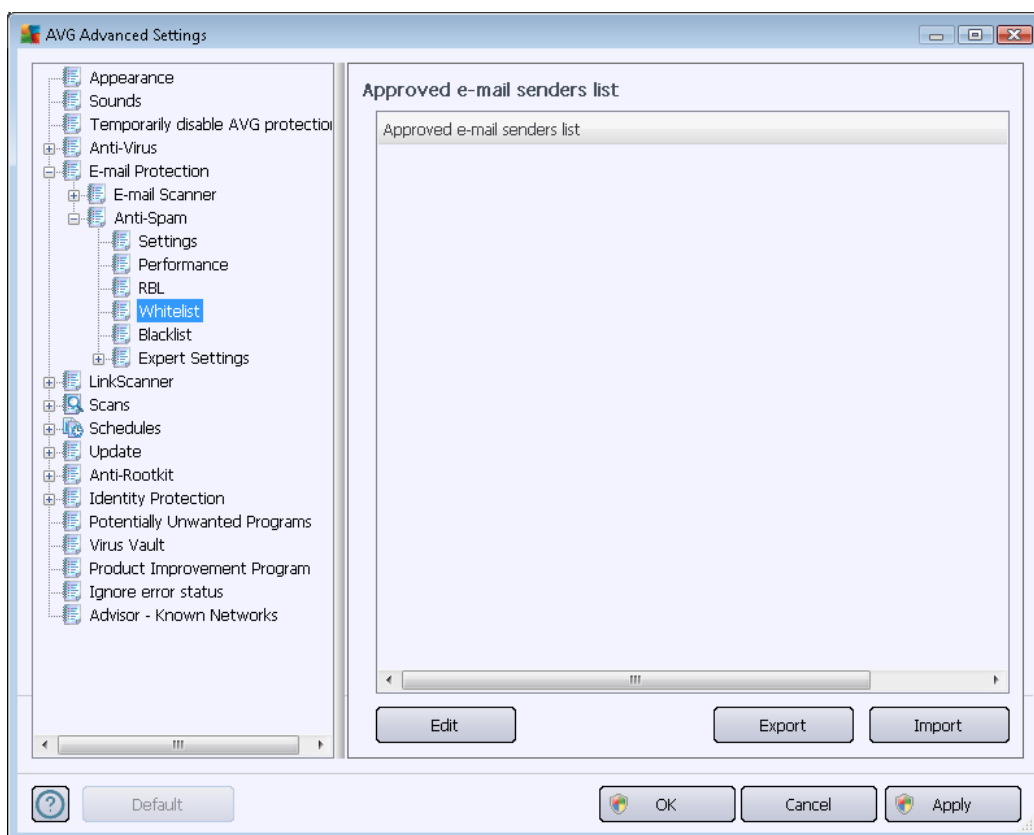 AVG Advanced Settings
Appearance
Sounds
Temporarily disable AVG protection
Anti-Virus
E-mail Protection
E-mail Scanner
Anti-Spam
Settings
Performance
RBL
Whitelist
Blacklist
Expert Settings
LinkScanner
Scans
Schedules
Update
Anti-Rootkit
Identity Protection
Potentially Unwanted Programs
Virus Vault
Product Improvement Program
Ignore error status
Advisor - Known Networks
Approved e-mail senders list
Approved e-mail senders list
Edit
Export
Import
Default
OK
Cancel
Apply